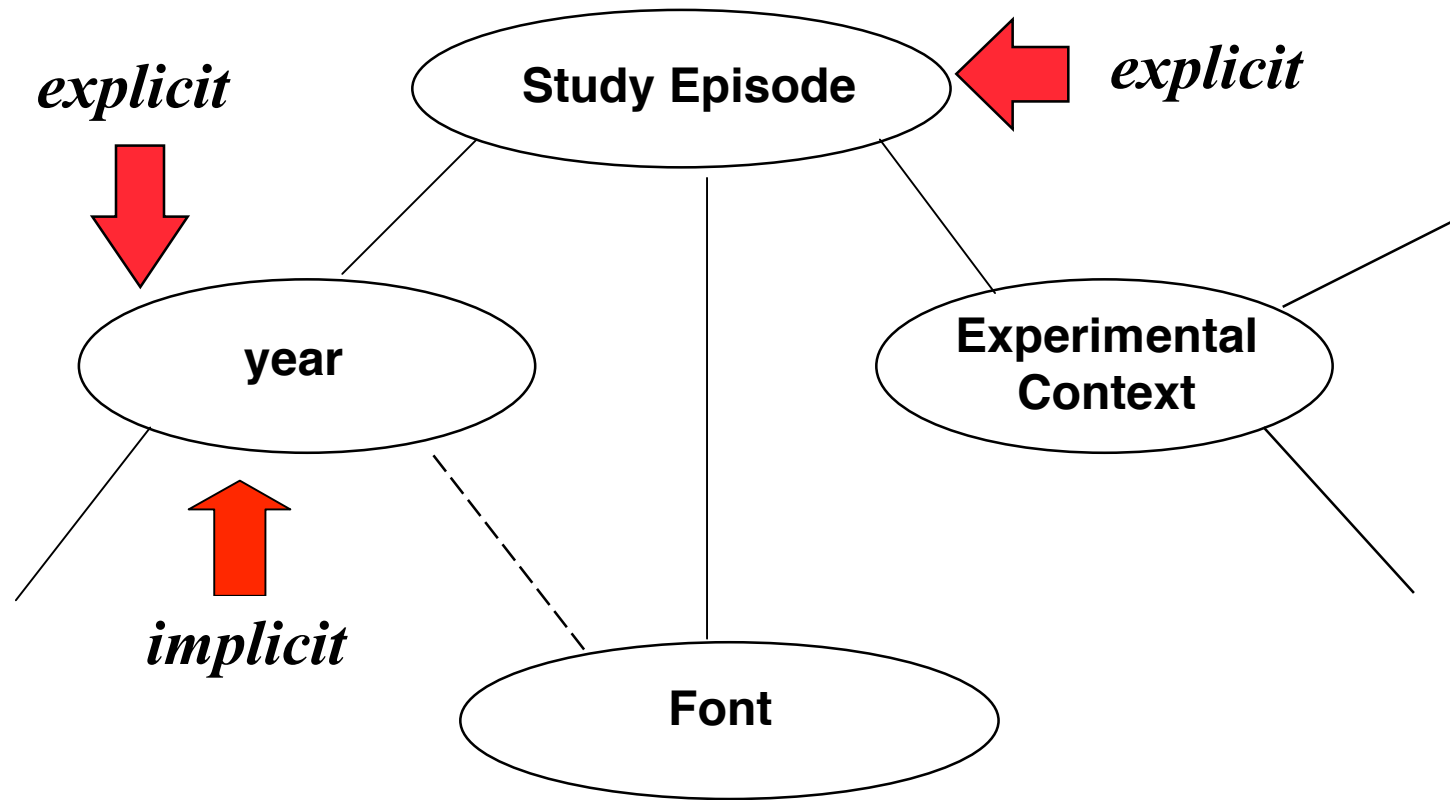 explicit
Study Episode
explicit
year
Experimental
Context
implicit
Font